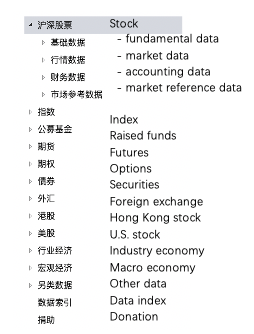 沪深股票 Stock
基础数据 - fundamental data
行情数据 - market data
财务数据 - accounting data
市场参考数据 - market reference data
指数 Index
公募基金 Raised funds
期货 Futures
期权 Options
债券 Securities
外汇 Foreign exchange
港股 Hong Kong stock
美股 U.S. stock
行业经济 Industry economy
宏观经济 Macro economy
另类数据 Other data
数据索引 Data index
捐助 Donation